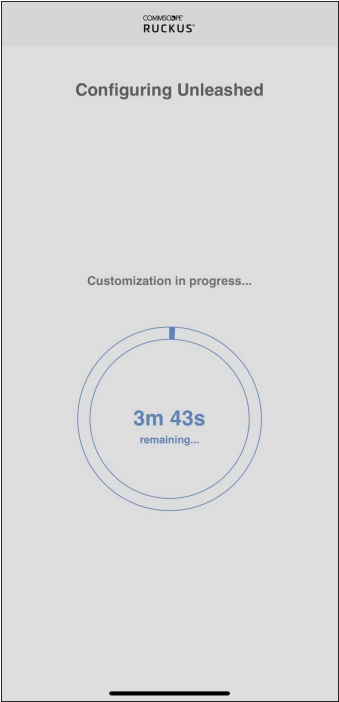 COMMSCOPE
RUCKUS
Configuring Unleashed
Customization in progress...
3m 43s
remaining...